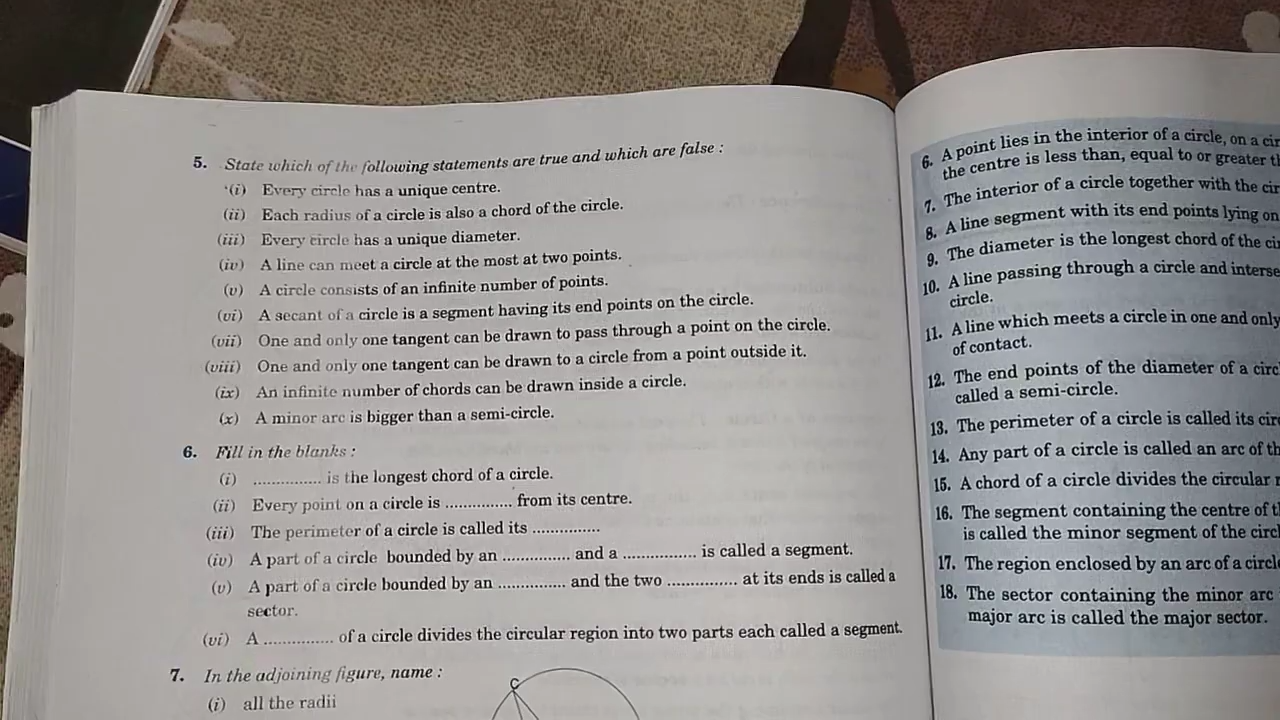 5. State which of the following statements are true and which are false :
(i) Every circle has a unique centre.
(ii) Each radius of a circle is also a chord of the circle.
(iii) Every circle has a unique diameter.
(iv) A line can meet a circle at the most at two points.
(v) A circle consists of an infinite number of points.
(vi) A secant of a circle is a segment having its end points on the circle.
(vii) One and only one tangent can be drawn to pass through a point on the circle.
(viii) One and only one tangent can be drawn to a circle from a point outside it.
(ix) An infinite number of chords can be drawn inside a circle.
(x) A minor arc is bigger than a semi-circle.
6. Fill in the blanks :
(i) ............... is the longest chord of a circle.
(ii) Every point on a circle is ............... from its centre.
(iii) The perimeter of a circle is called its ...............
(iv) A part of a circle bounded by an ............... and a ................ is called a segment.
(v) A part of a circle bounded by an ............... and the two ............... at its ends is called a
sector.
(vi) A ............... of a circle divides the circular region into two parts each called a segment.
7. In the adjoining figure, name :
(i) all the radii
C
6. A point lies in the interior of a circle, on a
the centre is less than, equal to or greater
7. The interior of a circle together with the
8. A line segment with its end points lying on
9. The diameter is the longest chord of the
10. A line passing through a circle and
circle.
11. A line which meets a circle in one and only
of contact.
12. The end points of the diameter of a
called a semi-circle.
13. The perimeter of a circle is called its
14. Any part of a circle is called an arc of
15. A chord of a circle divides the circular
16. The segment containing the centre of
is called the minor segment of the
17. The region enclosed by an arc of a
18. The sector containing the minor arc
major arc is called the major sector.